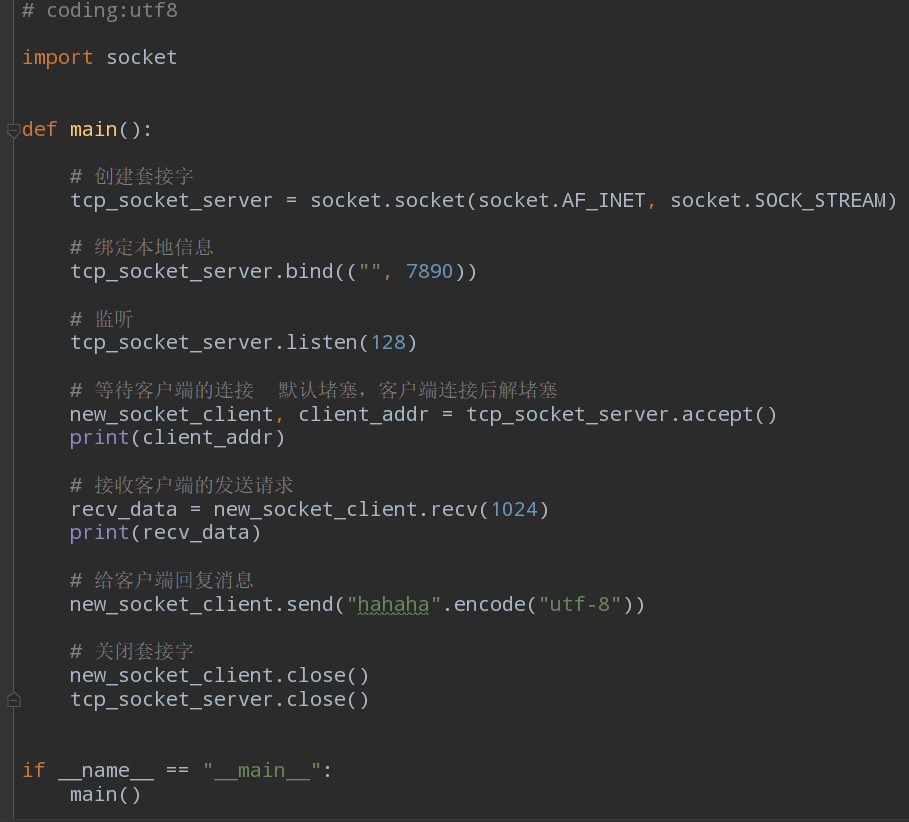 # coding:utf8
import socket
def main():
# 创建套接字
tcp_socket_server = socket.socket(socket.AF_INET, socket.SOCK_STREAM)
# 绑定本地信息
tcp_socket_server.bind(("", 7890))
# 监听
tcp_socket_server.listen(128)
# 等待客户端的连接  默认堵塞，客户端连接后解堵塞
new_socket_client, client_addr = tcp_socket_server.accept()
print(client_addr)
# 接收客户端的发送请求
recv_data = new_socket_client.recv(1024)
print(recv_data)
# 给客户端回复消息
new_socket_client.send("hahaha".encode("utf-8"))
# 关闭套接字
new_socket_client.close()
tcp_socket_server.close()
if __name__ == "__main__":
main()